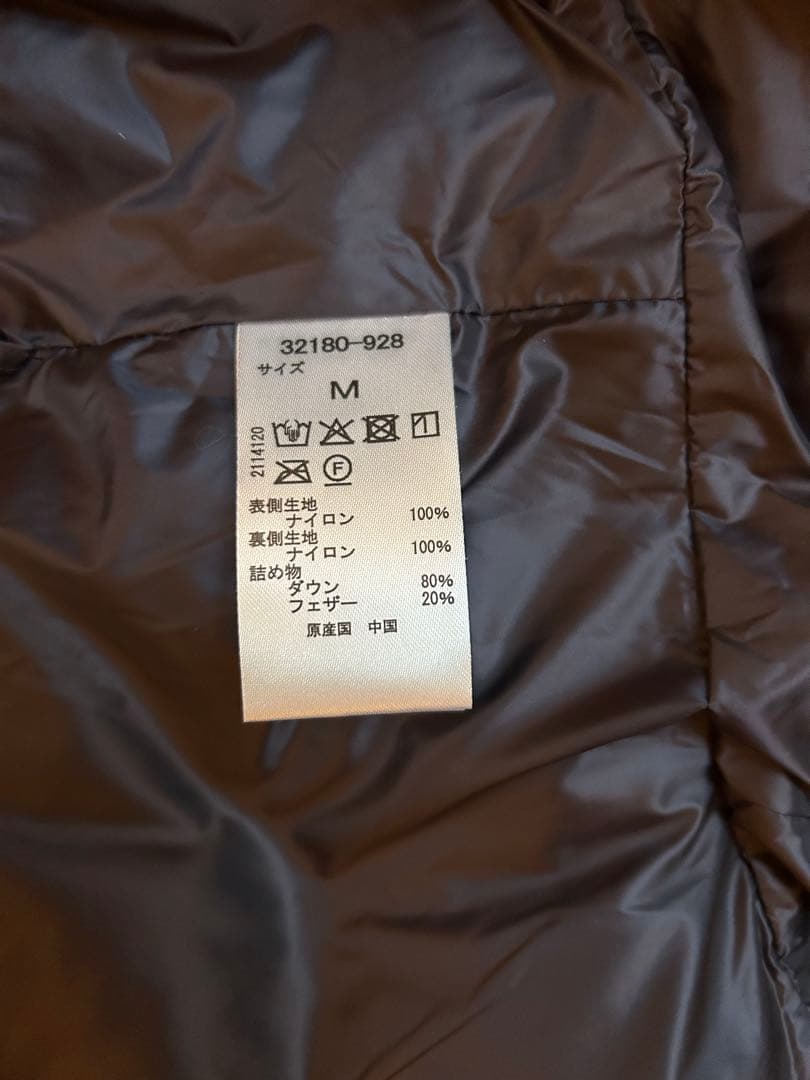 32180-928
サイズ
M
2114120
F
表側生地
ナイロン 100%
裏側生地
ナイロン 100%
詰め物
ダウン 80%
フェザー 20%
原産国 中国